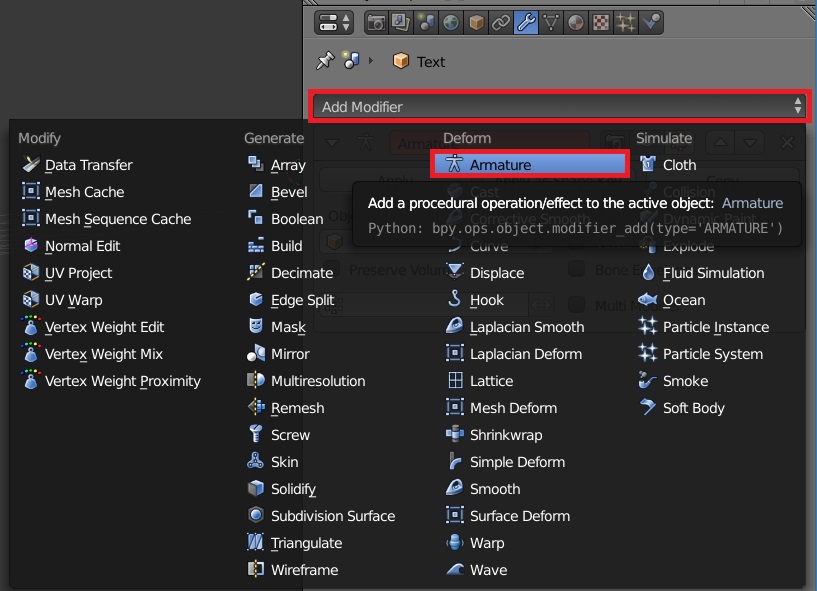 Text
Add Modifier
Modify
Data Transfer
Mesh Cache
Mesh Sequence Cache
Normal Edit
UV Project
UV Warp
Vertex Weight Edit
Vertex Weight Mix
Vertex Weight Proximity
Generate
Array
Bevel
Boolean
Build
Decimate
Edge Split
Mask
Mirror
Multiresolution
Remesh
Screw
Skin
Solidify
Subdivision Surface
Triangulate
Wireframe
Deform
Armature
Add a procedural operation/effect to the active object: Armature
Python: bpy.ops.object.modifier_add(type='ARMATURE')
Cast
Corrective Smooth
Curve
Displace
Hook
Laplacian Smooth
Laplacian Deform
Lattice
Mesh Deform
Shrinkwrap
Simple Deform
Smooth
Surface Deform
Warp
Wave
Simulate
Cloth
Collision
Dynamic Paint
Explode
Fluid Simulation
Ocean
Particle Instance
Particle System
Smoke
Soft Body
Preserve Volume